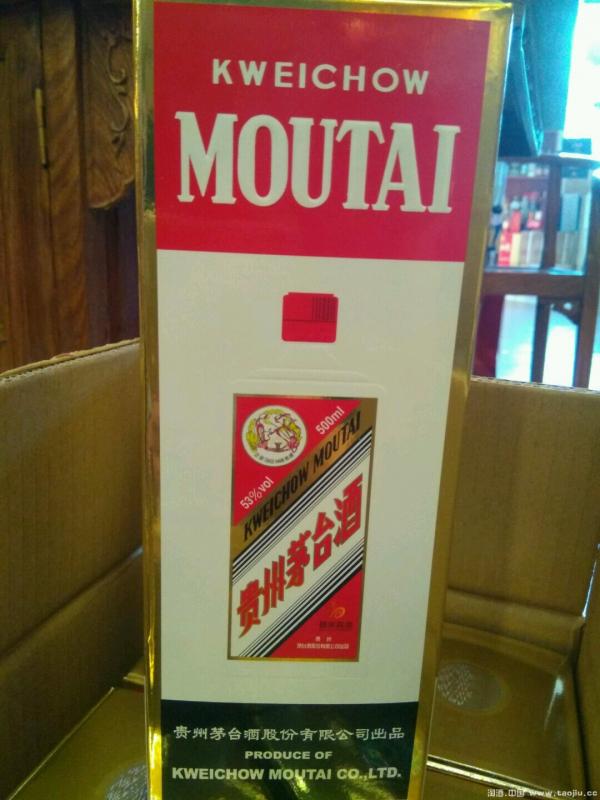 KWEICHOW
MOUTAI
500ml
53%vol
KWEICHOW MOUTAI
贵州茅台酒
贵州茅台酒股份有限公司出品
PRODUCE OF
KWEICHOW MOUTAI CO.,LTD.
淘酒.中国 www.taojiu.cc